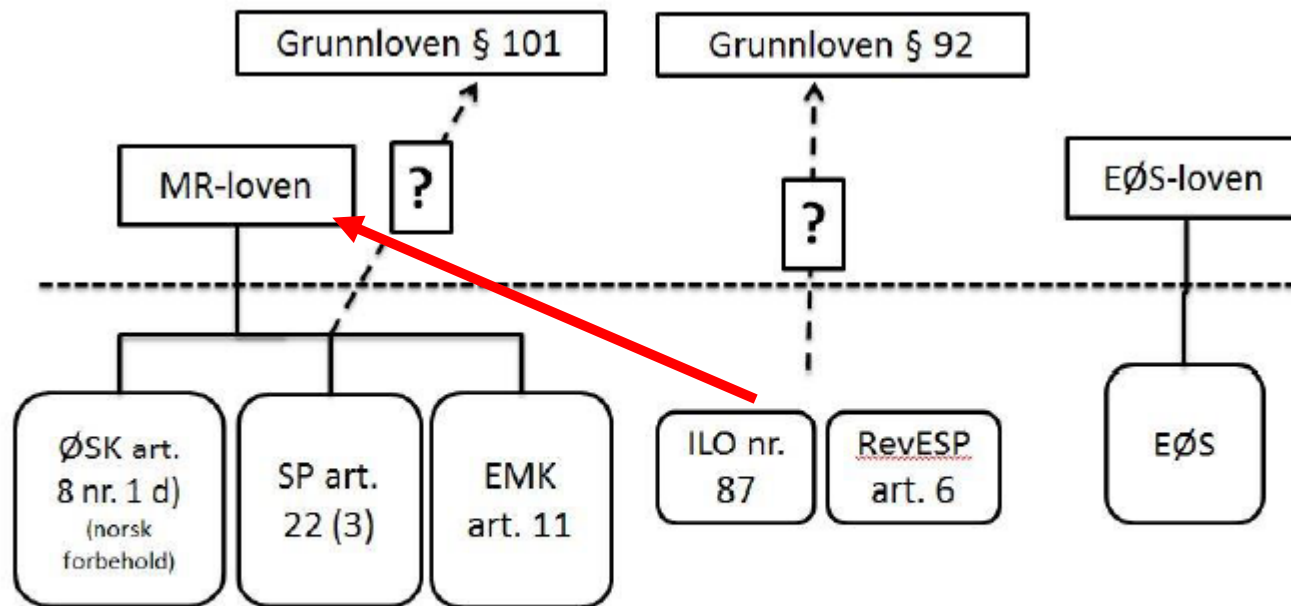 Grunnloven § 101
Grunnloven § 92
MR-loven
?
?
EØS-loven
ØSK art.
8 nr. 1 d)
(norsk
forbehold)
SP art.
22 (3)
EMK
art. 11
ILO nr.
87
RevESP
art. 6
EØS